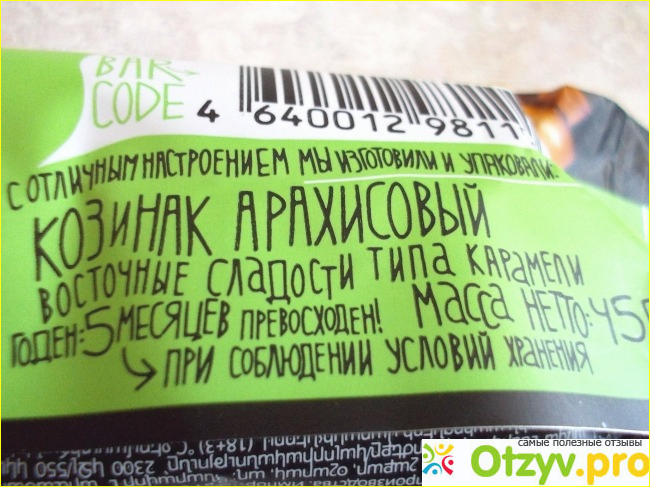 BAR
CODE
4 640012 9811
С ОТЛИЧНЫМ НАСТРОЕНИЕМ МЫ ИЗГОТОВИЛИ И УПАКОВАЛИ:
КОЗИНАК АРАХИСОВЫЙ
ВОСТОЧНЫЕ СЛАДОСТИ ТИПА КАРАМЕЛИ
ГОДЕН: 5 МЕСЯЦЕВ ПРЕВОСХОДЕН! МАССА НЕТТО: 45
ПРИ СОБЛЮДЕНИИ УСЛОВИЙ ХРАНЕНИЯ
самые полезные отзывы
Otzyv.pro